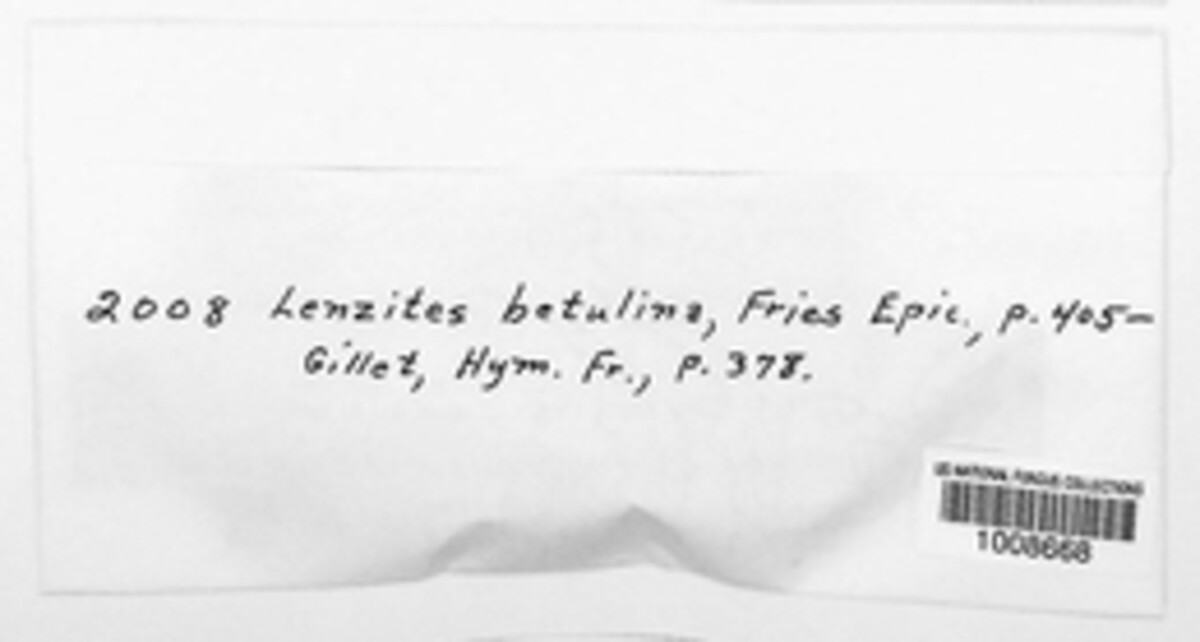 2008 Lenzites betulina, Fries Epic., p. 405—
Gillet, Hym. Fr., p. 378.
US NATIONAL FUNGUS COLLECTIONS
1008668